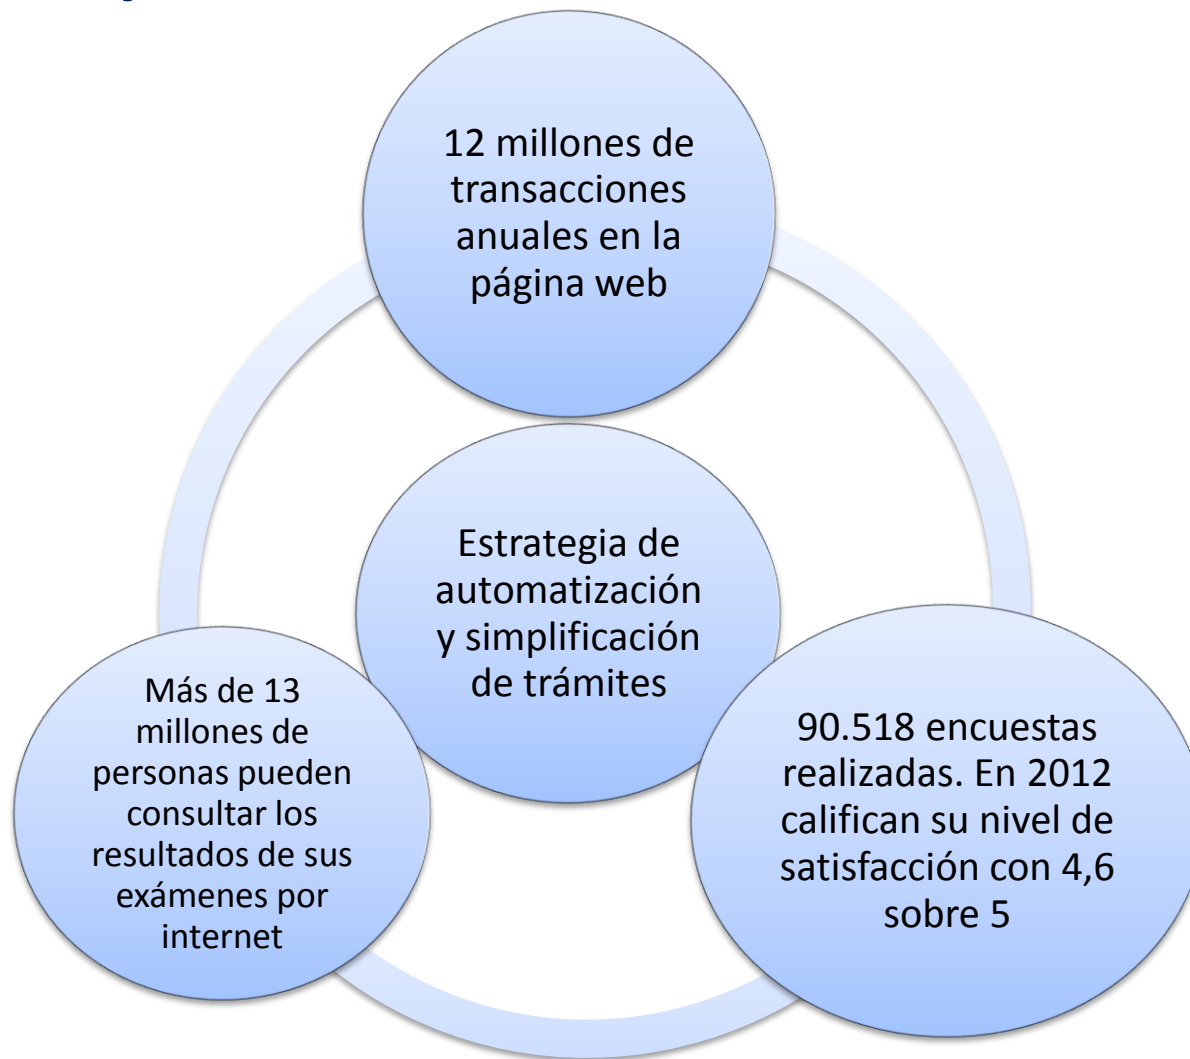 12 millones de
transacciones
anuales en la
página web
Estrategia de
automatización
y simplificación
de trámites
Más de 13
millones de
personas pueden
consultar los
resultados de sus
exámenes por
internet
90.518 encuestas
realizadas. En 2012
califican su nivel de
satisfacción con 4,6
sobre 5